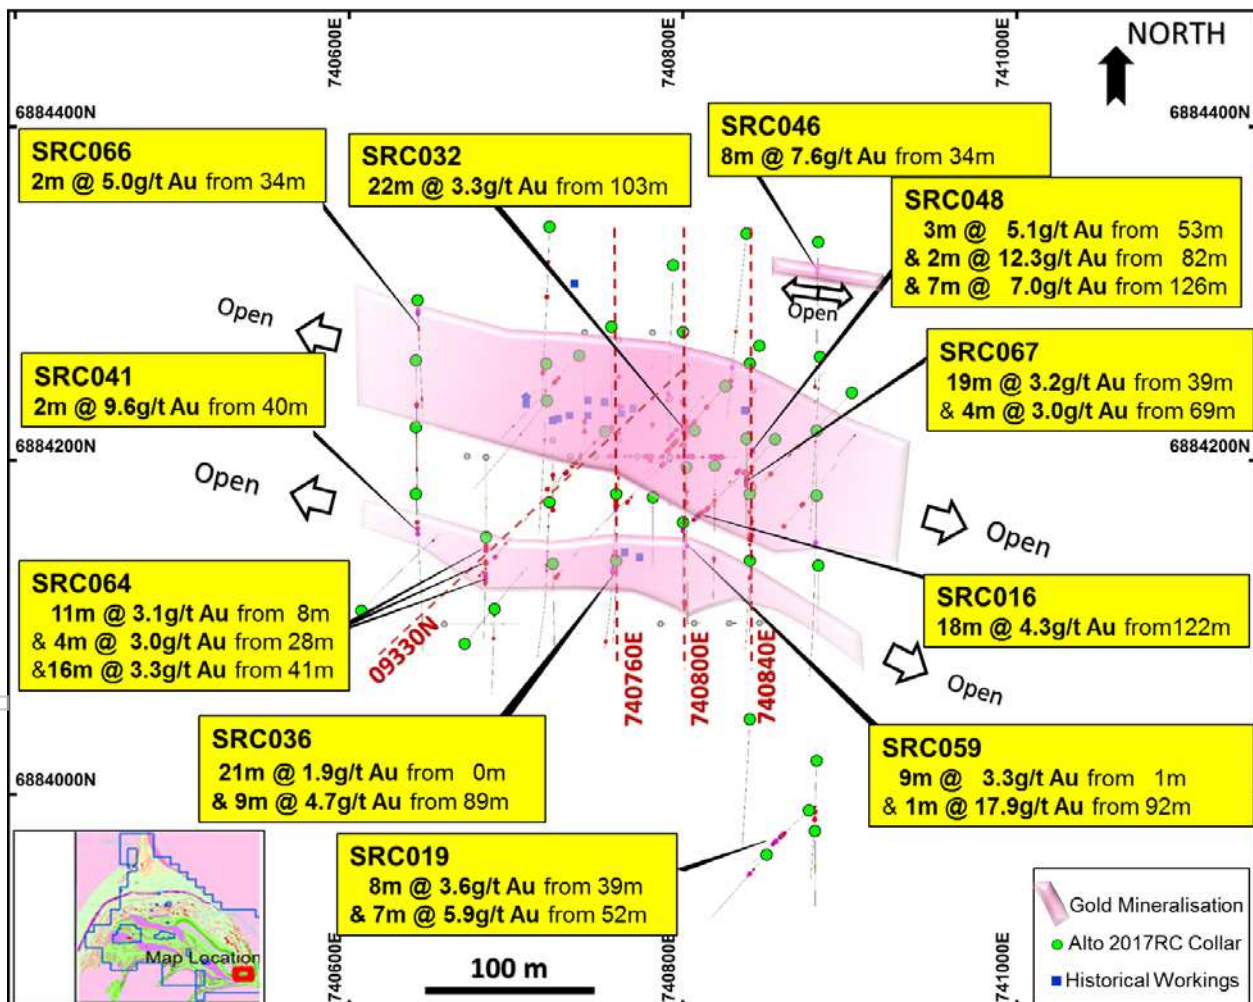 740600E
740800E
741000E
NORTH
6884400N
6884400N
SRC066
2m @ 5.0g/t Au from 34m
SRC032
22m @ 3.3g/t Au from 103m
SRC046
8m @ 7.6g/t Au from 34m
SRC048
3m @ 5.1g/t Au from 53m
& 2m @ 12.3g/t Au from 82m
& 7m @ 7.0g/t Au from 126m
Open
Open
SRC041
2m @ 9.6g/t Au from 40m
SRC067
19m @ 3.2g/t Au from 39m
& 4m @ 3.0g/t Au from 69m
6884200N
6884200N
Open
Open
SRC064
11m @ 3.1g/t Au from 8m
& 4m @ 3.0g/t Au from 28m
&16m @ 3.3g/t Au from 41m
SRC016
18m @ 4.3g/t Au from122m
09330N
740760E
740800E
740840E
Open
SRC036
21m @ 1.9g/t Au from 0m
& 9m @ 4.7g/t Au from 89m
SRC059
9m @ 3.3g/t Au from 1m
& 1m @ 17.9g/t Au from 92m
6884000N
6884000N
SRC019
8m @ 3.6g/t Au from 39m
& 7m @ 5.9g/t Au from 52m
Map Location
740600E
100 m
740800E
741000E
Gold Mineralisation
Alto 2017RC Collar
Historical Workings